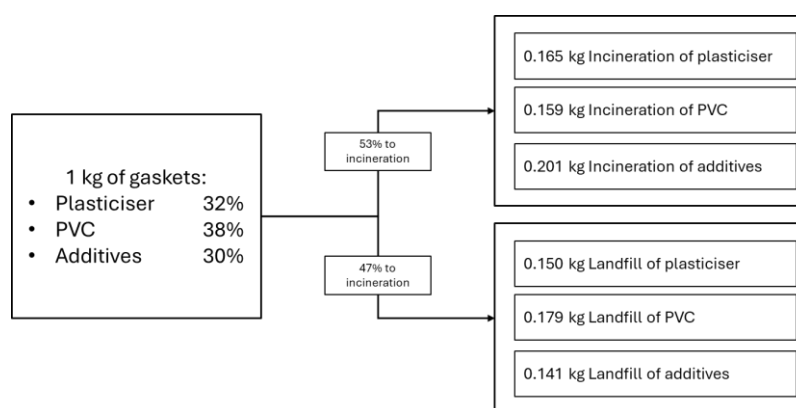 1 kg of gaskets:
• Plasticiser 32%
• PVC 38%
• Additives 30%
53% to
incineration
47% to
incineration
0.165 kg Incineration of plasticiser
0.159 kg Incineration of PVC
0.201 kg Incineration of additives
0.150 kg Landfill of plasticiser
0.179 kg Landfill of PVC
0.141 kg Landfill of additives